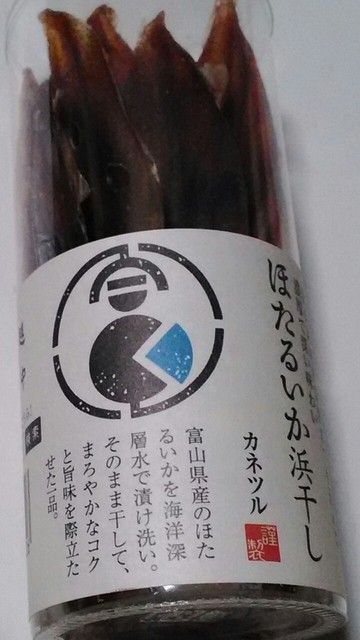 ほたるいか浜干し
カネツル
謹製
富山県産のほた
るいかを海洋深
層水で漬け洗い。
そのまま干して、
まろやかなコク
と旨味を際立た
せた一品。